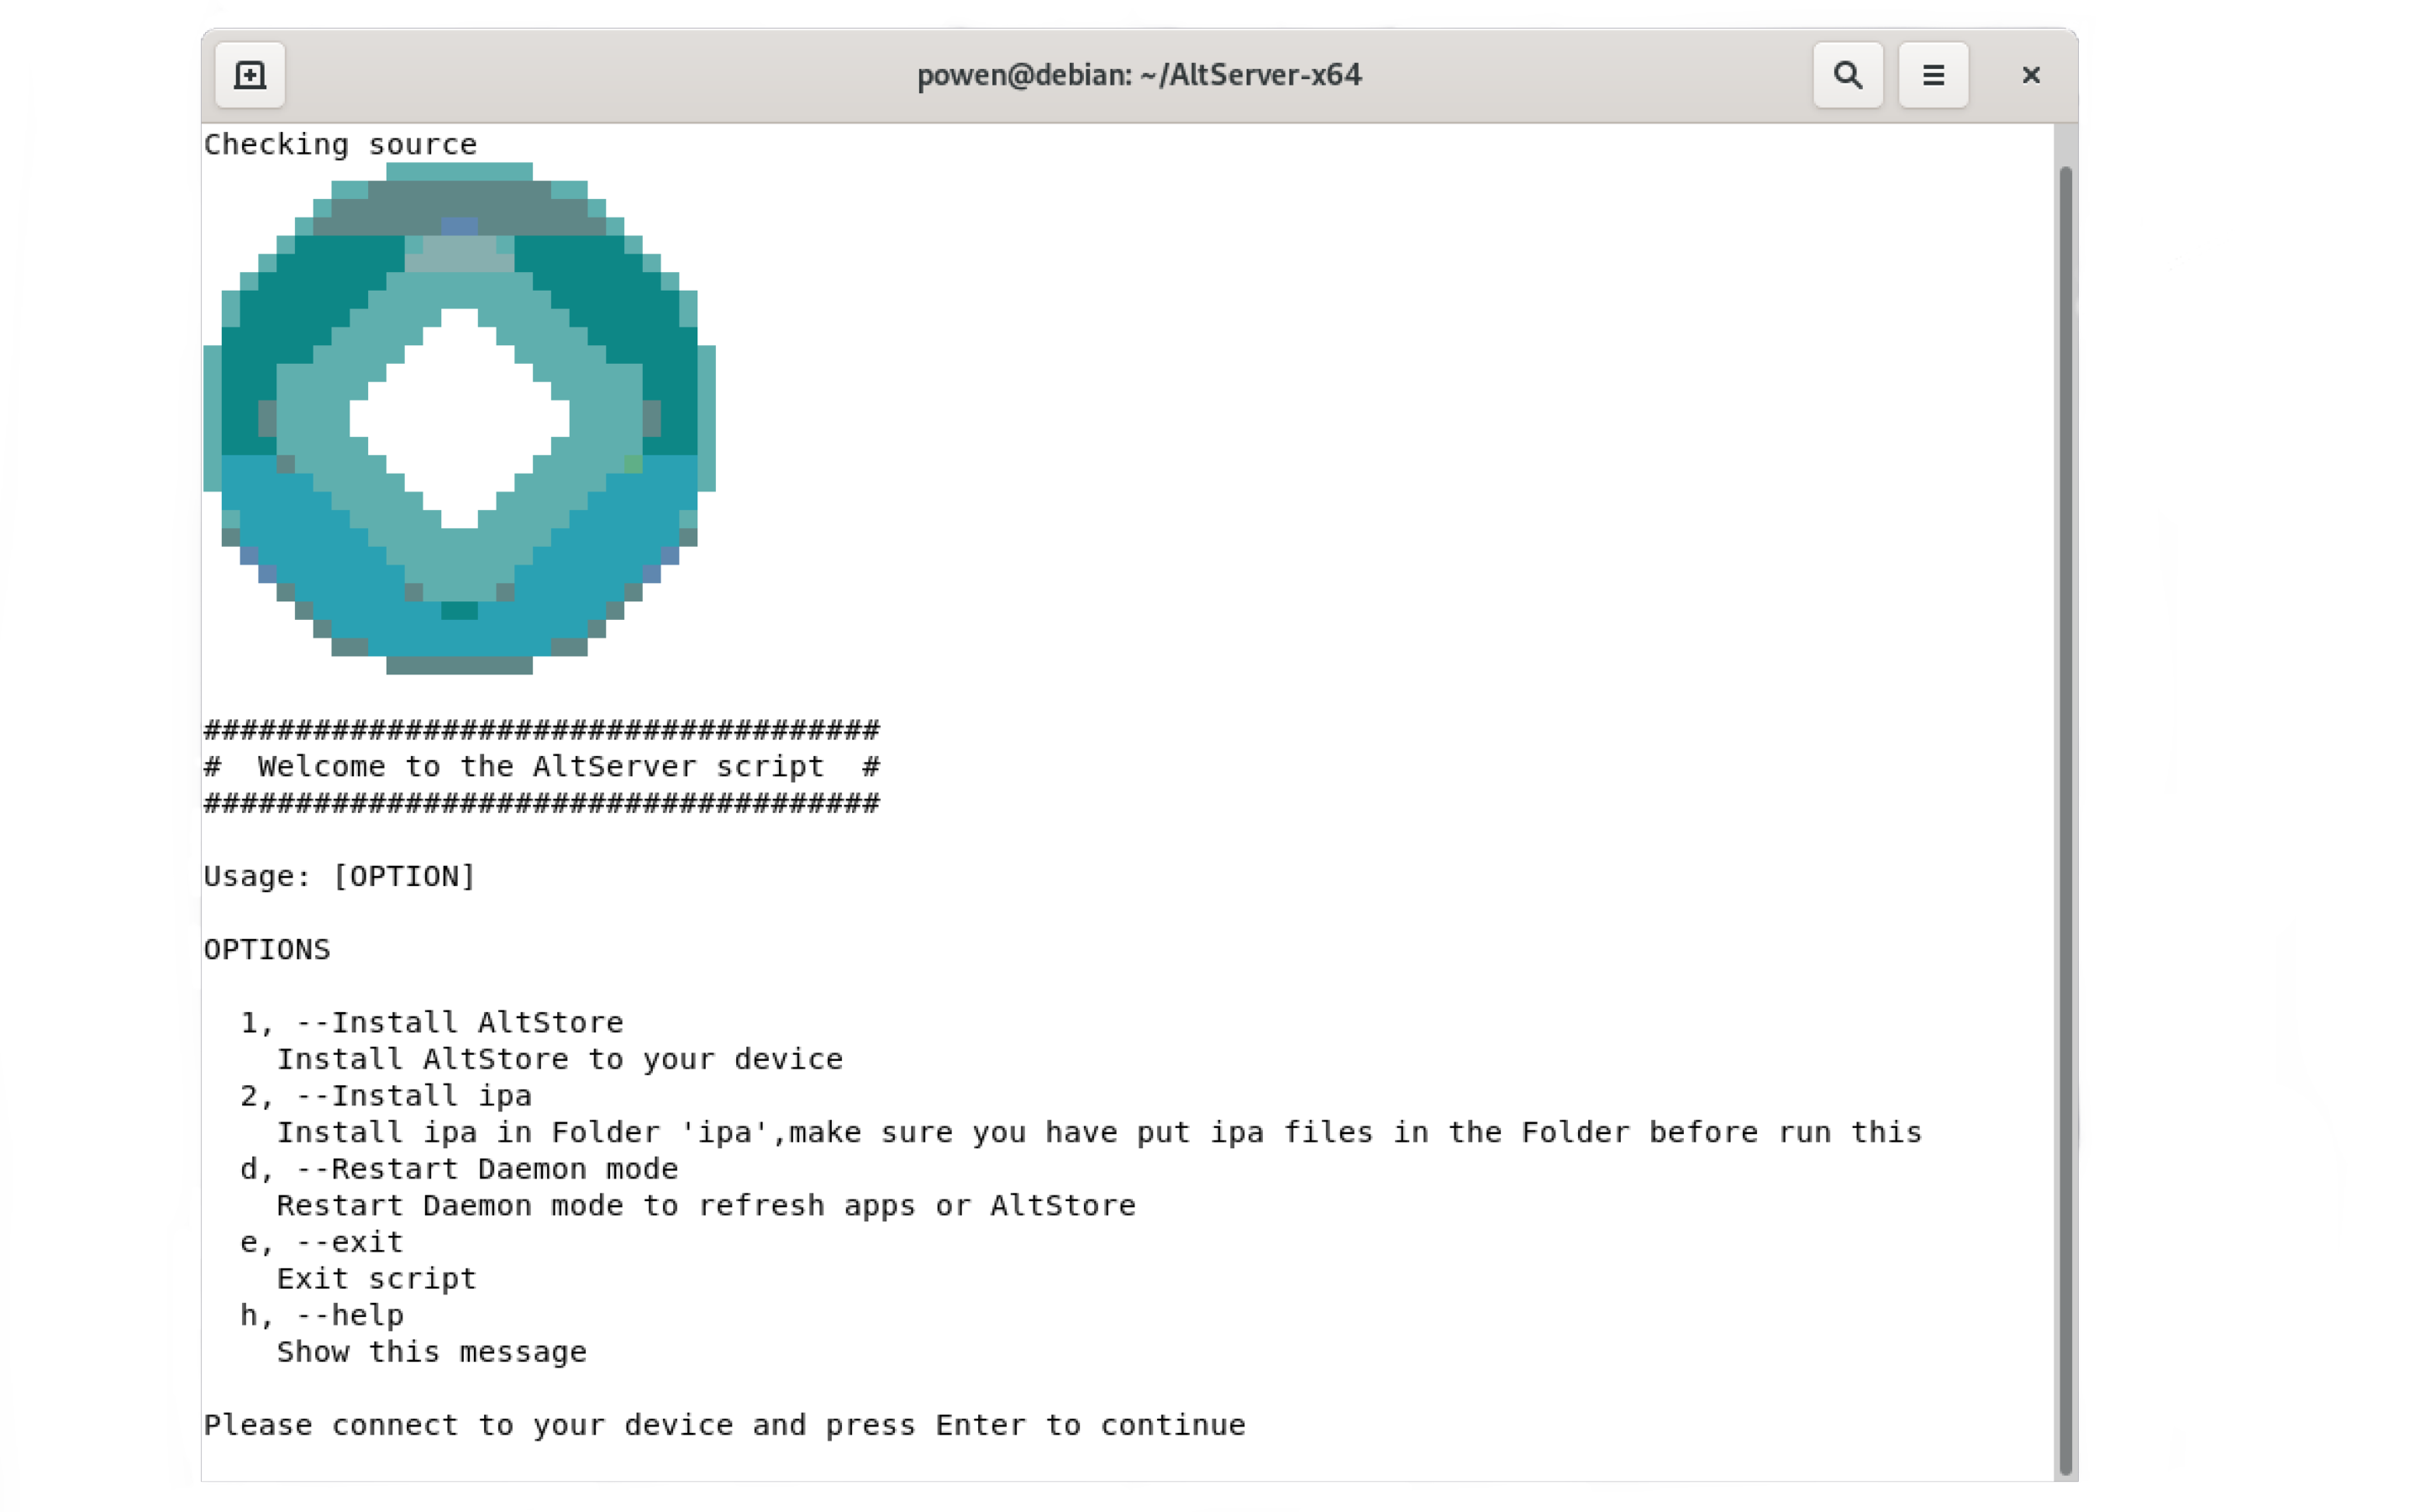 powen@debian: ~/AltServer-x64
Checking source
#####################################
#  Welcome to the AltServer script  #
#####################################
Usage: [OPTION]
OPTIONS
1, --Install AltStore
Install AltStore to your device
2, --Install ipa
Install ipa in Folder 'ipa',make sure you have put ipa files in the Folder before run this
d, --Restart Daemon mode
Restart Daemon mode to refresh apps or AltStore
e, --exit
Exit script
h, --help
Show this message
Please connect to your device and press Enter to continue